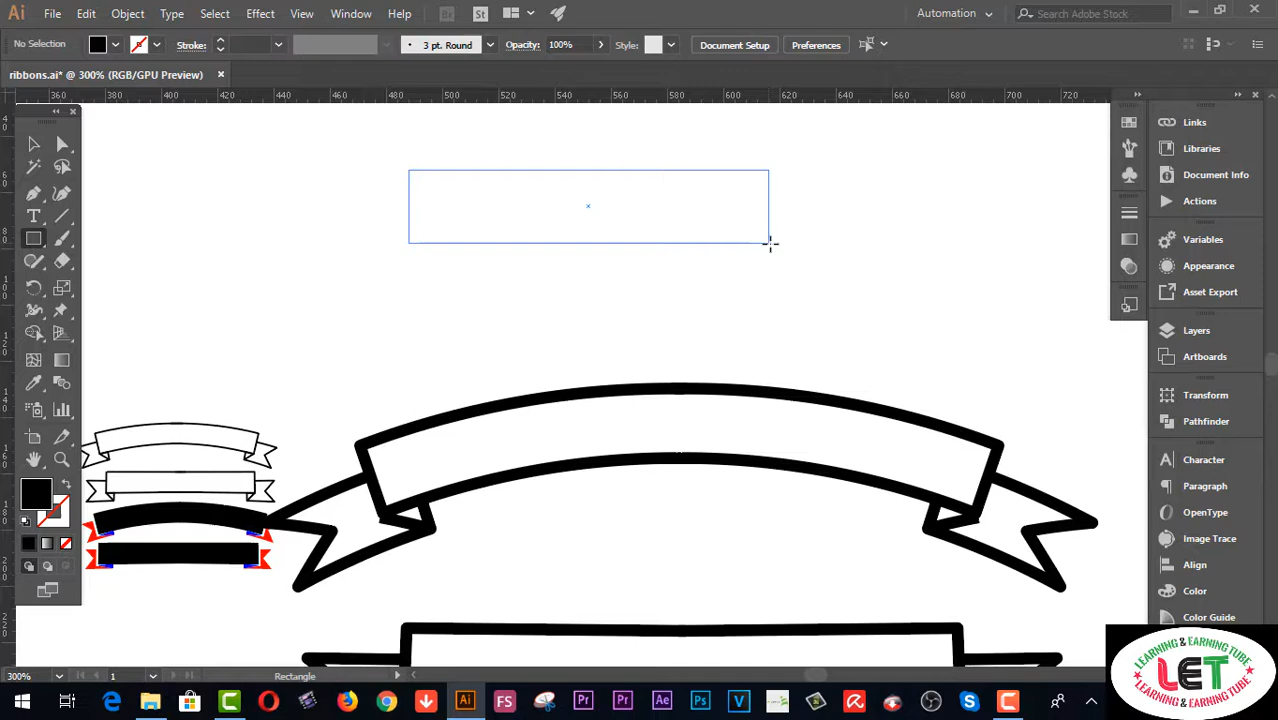 Ai File Edit Object Type Select Effect View Window Help Br St Automation Search Adobe Stock
No Selection Stroke: 3 pt. Round Opacity: 100% Style: Document Setup Preferences
ribbons.ai* @ 300% (RGB/GPU Preview)
360 380 400 420 440 460 480 500 520 540 560 580 600 620 640 660 680 700 720
Links
Libraries
Document Info
Actions
Variables
Appearance
Asset Export
Layers
Artboards
Transform
Pathfinder
Character
Paragraph
OpenType
Image Trace
Align
Color
Color Guide
300% 1 Rectangle
Ai FS Pr Pr Ae Ps V
LEARNING & EARNING TUBE
LET
LEARNING & EARNING TUBE